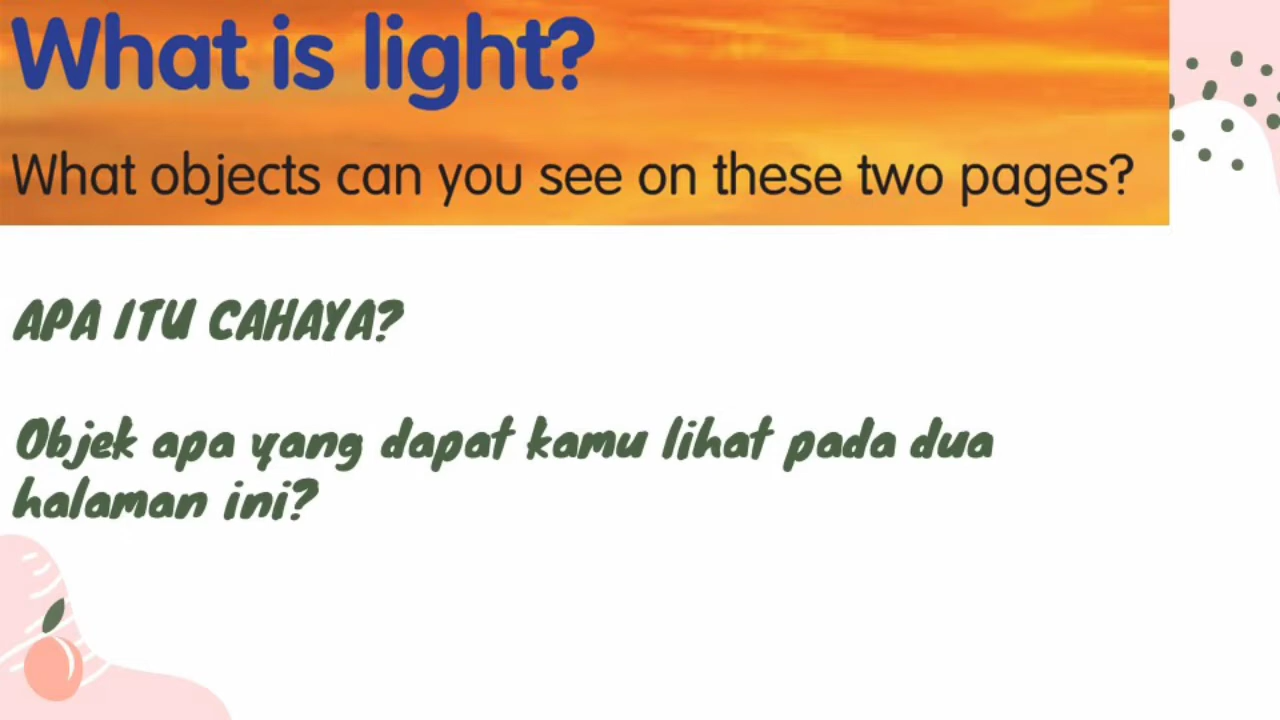 What is light?
What objects can you see on these two pages?
APA ITU CAHAYA?
Objek apa yang dapat kamu lihat pada dua
halaman ini?